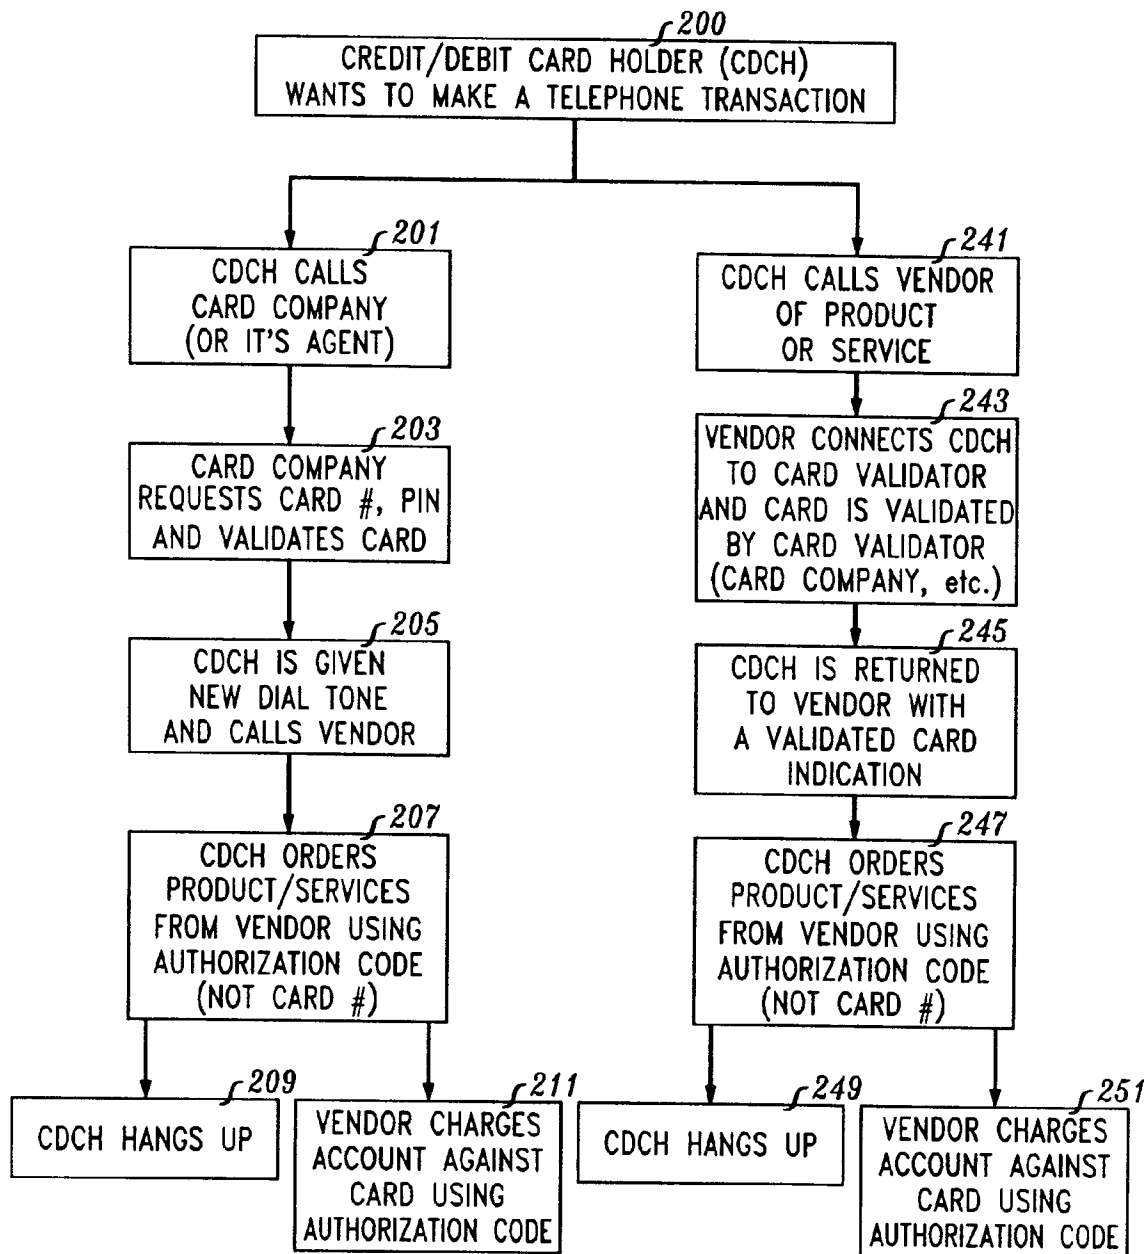 200
CREDIT/DEBIT CARD HOLDER (CDCH)
WANTS TO MAKE A TELEPHONE TRANSACTION
201
CDCH CALLS
CARD COMPANY
(OR IT'S AGENT)
203
CARD COMPANY
REQUESTS CARD #, PIN
AND VALIDATES CARD
205
CDCH IS GIVEN
NEW DIAL TONE
AND CALLS VENDOR
207
CDCH ORDERS
PRODUCT/SERVICES
FROM VENDOR USING
AUTHORIZATION CODE
(NOT CARD #)
209
CDCH HANGS UP
211
VENDOR CHARGES
ACCOUNT AGAINST
CARD USING
AUTHORIZATION CODE
241
CDCH CALLS VENDOR
OF PRODUCT
OR SERVICE
243
VENDOR CONNECTS CDCH
TO CARD VALIDATOR
AND CARD IS VALIDATED
BY CARD VALIDATOR
(CARD COMPANY, etc.)
245
CDCH IS RETURNED
TO VENDOR WITH
A VALIDATED CARD
INDICATION
247
CDCH ORDERS
PRODUCT/SERVICES
FROM VENDOR USING
AUTHORIZATION CODE
(NOT CARD #)
249
CDCH HANGS UP
251
VENDOR CHARGES
ACCOUNT AGAINST
CARD USING
AUTHORIZATION CODE